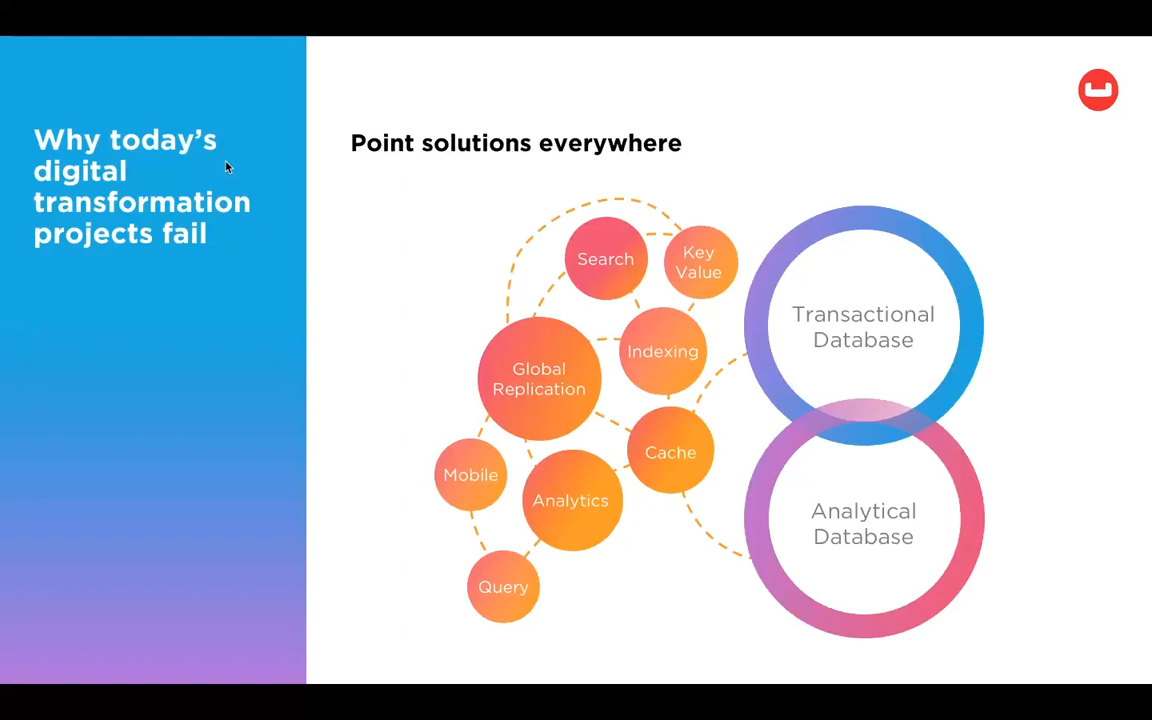 Why today’s
digital
transformation
projects fail
Point solutions everywhere
Search
Key
Value
Transactional
Database
Indexing
Global
Replication
Cache
Mobile
Analytics
Analytical
Database
Query